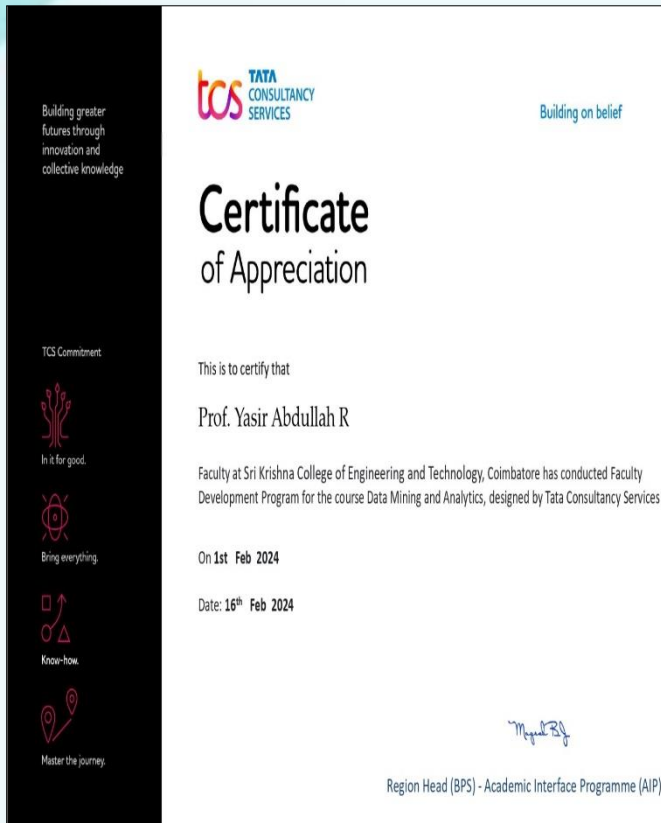 Building greater
futures through
innovation and
collective knowledge
TCS Commitment
In it for good.
Bring everything.
Know-how.
Master the journey.
tcs TATA
CONSULTANCY
SERVICES
Building on belief
Certificate
of Appreciation
This is to certify that
Prof. Yasir Abdullah R
Faculty at Sri Krishna College of Engineering and Technology, Coimbatore has conducted Faculty
Development Program for the course Data Mining and Analytics, designed by Tata Consultancy Services
On 1st Feb 2024
Date: 16th Feb 2024
Region Head (BPS) - Academic Interface Programme (AIP)